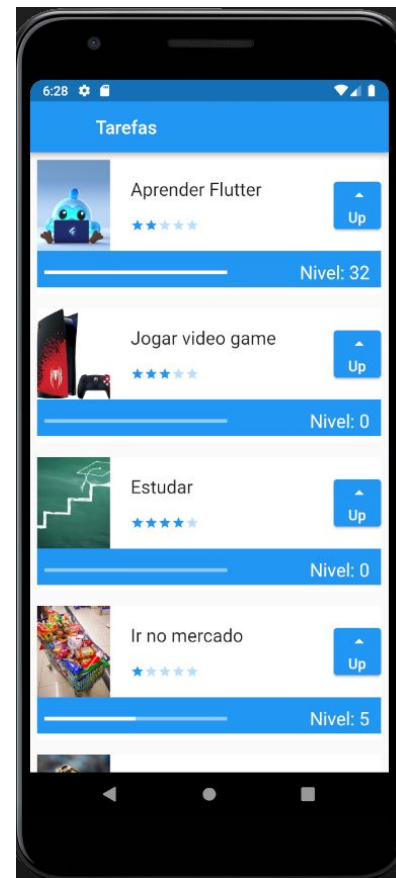 6:28
Tarefas
Aprender Flutter
Up
Nivel: 32
Jogar video game
Up
Nivel: 0
Estudar
Up
Nivel: 0
Ir no mercado
Up
Nivel: 5